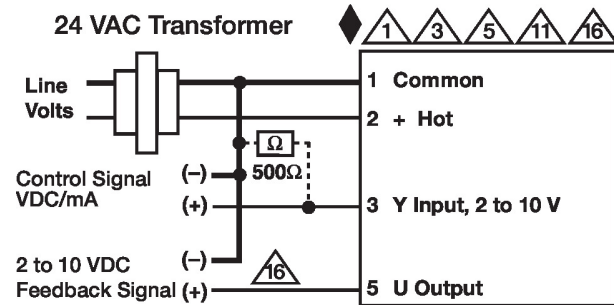 24 VAC Transformer
1 3 5 11 16
Line
Volts
1 Common
2 + Hot
Ω
500Ω
Control Signal (–)
VDC/mA
(+)
3 Y Input, 2 to 10 V
(–)
2 to 10 VDC
16
Feedback Signal (+)
5 U Output